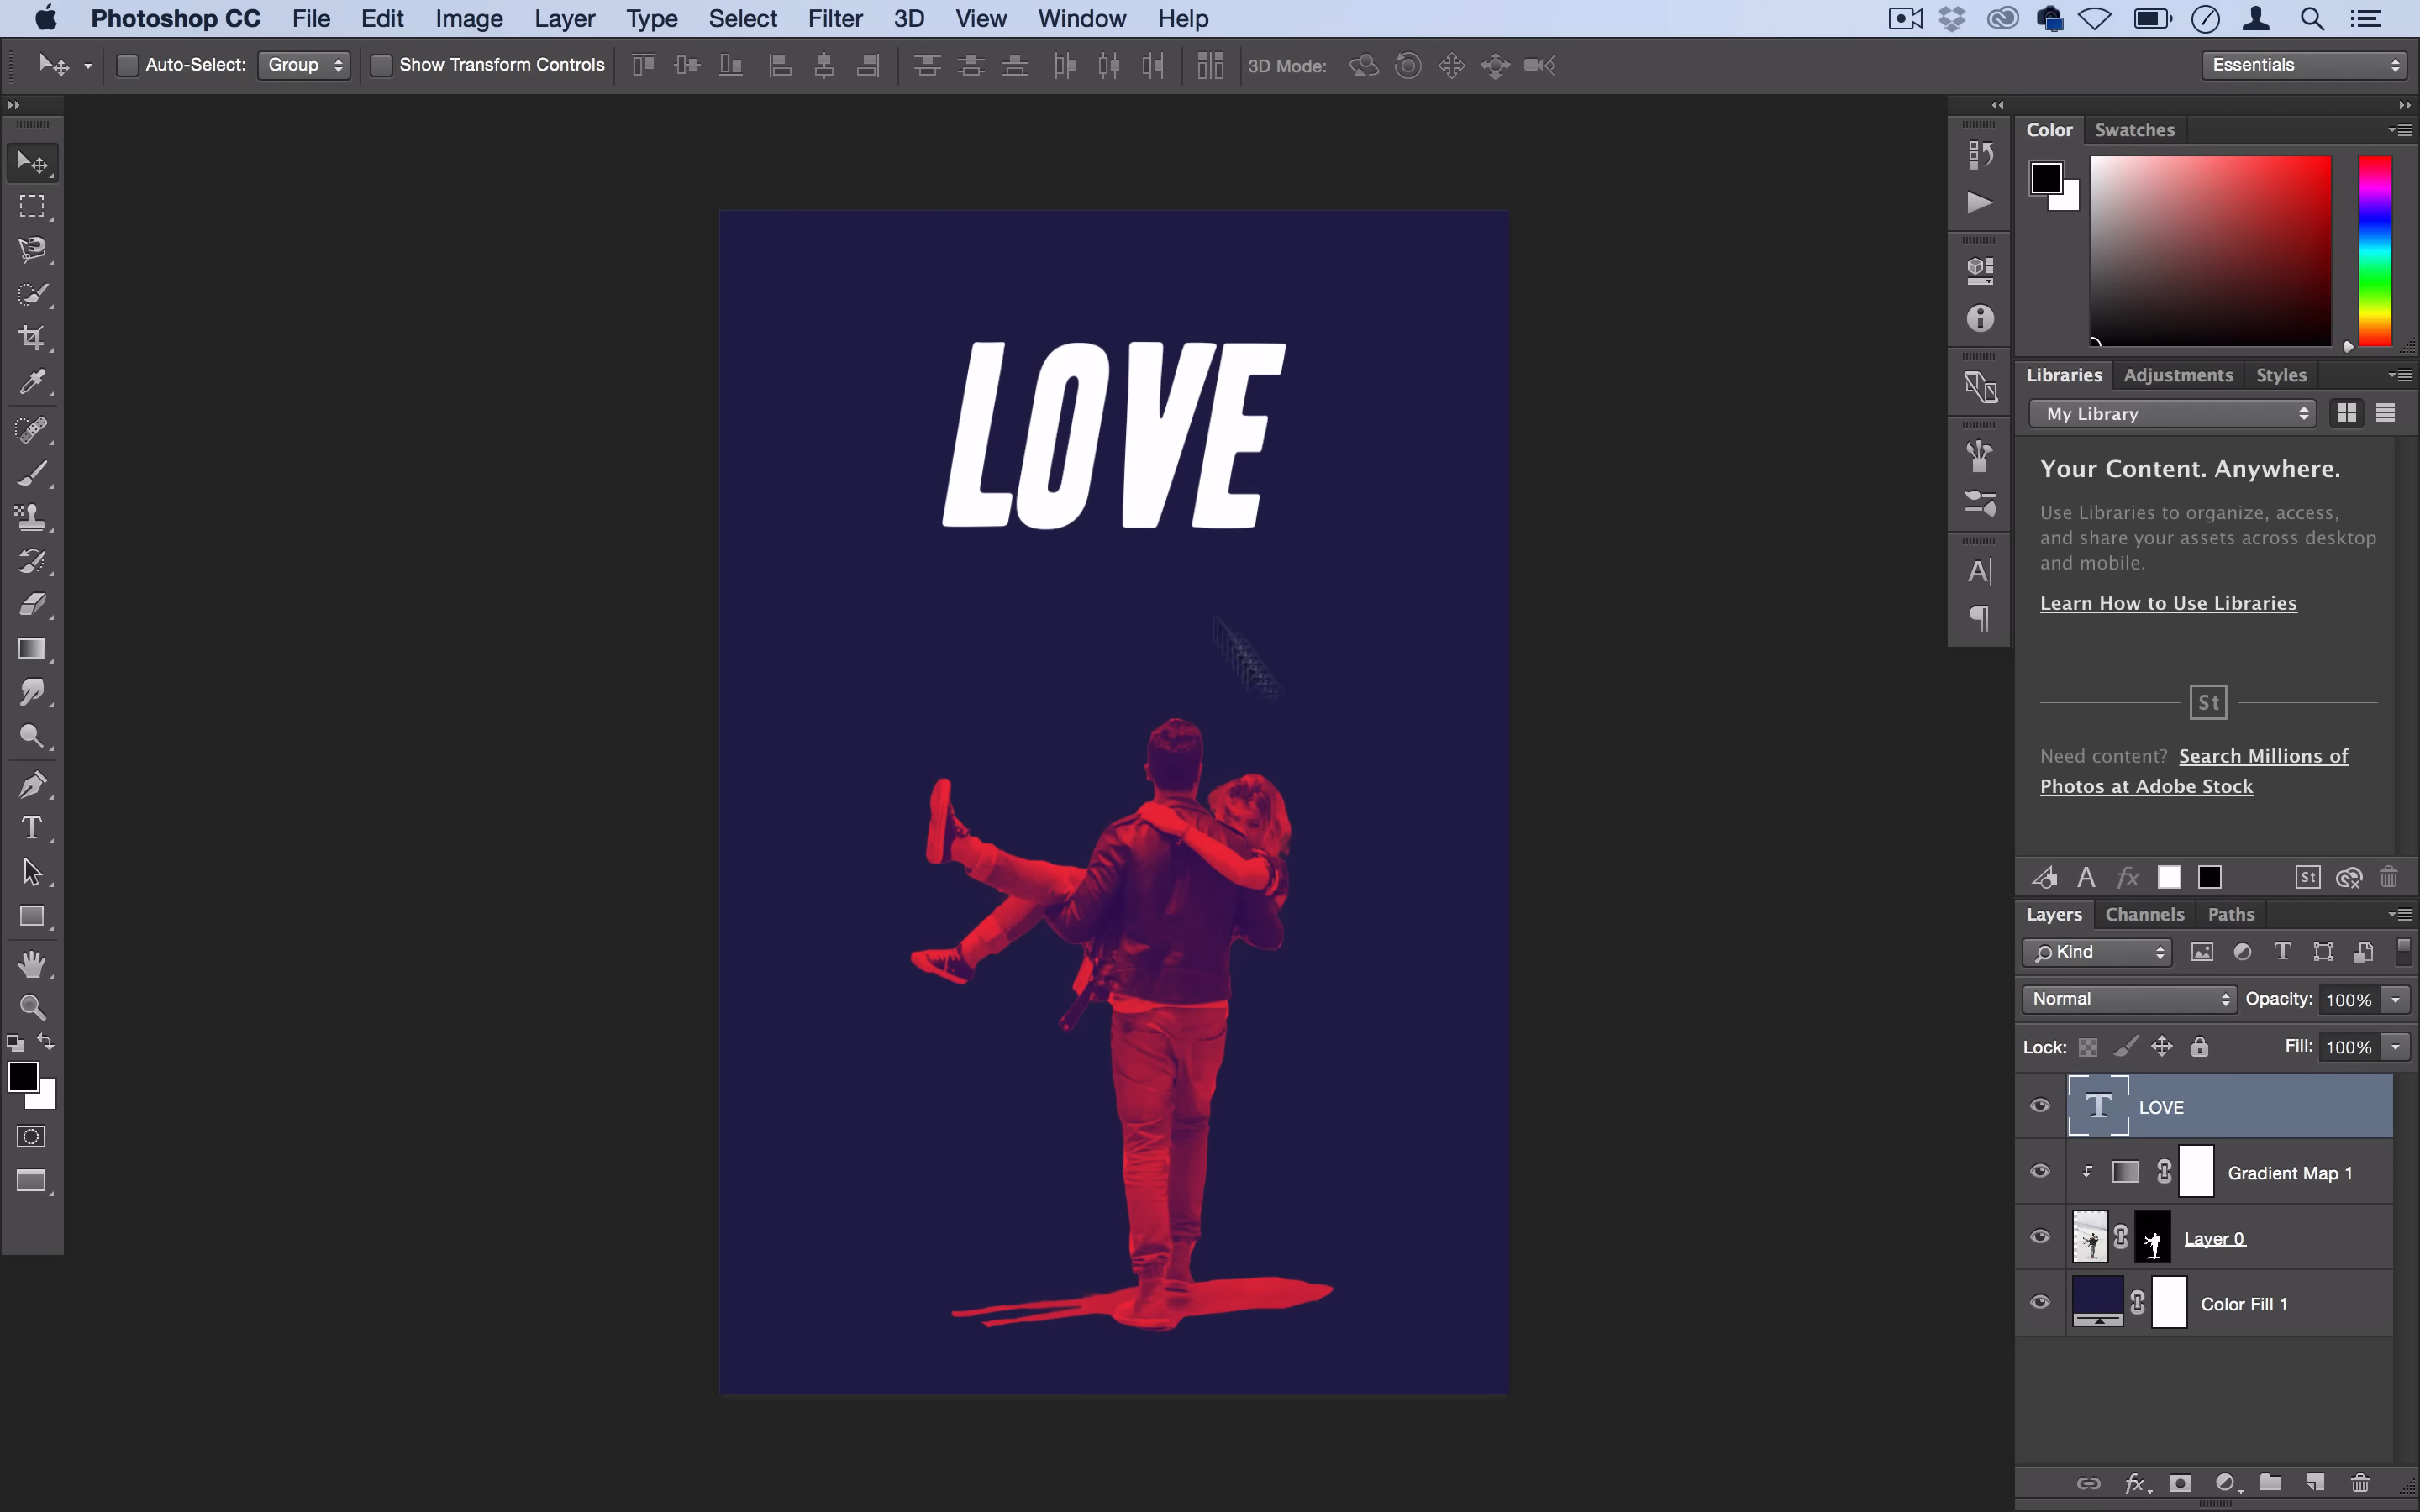 Photoshop CC File Edit Image Layer Type Select Filter 3D View Window Help
Auto-Select: Group Show Transform Controls 3D Mode: Essentials
Color Swatches
Libraries Adjustments Styles
My Library
Your Content. Anywhere.
Use Libraries to organize, access,
and share your assets across desktop
and mobile.
Learn How to Use Libraries
St
Need content? Search Millions of
Photos at Adobe Stock
St
Layers Channels Paths
Kind
Normal Opacity: 100%
Lock: Fill: 100%
LOVE
Gradient Map 1
Layer 0
Color Fill 1
LOVE